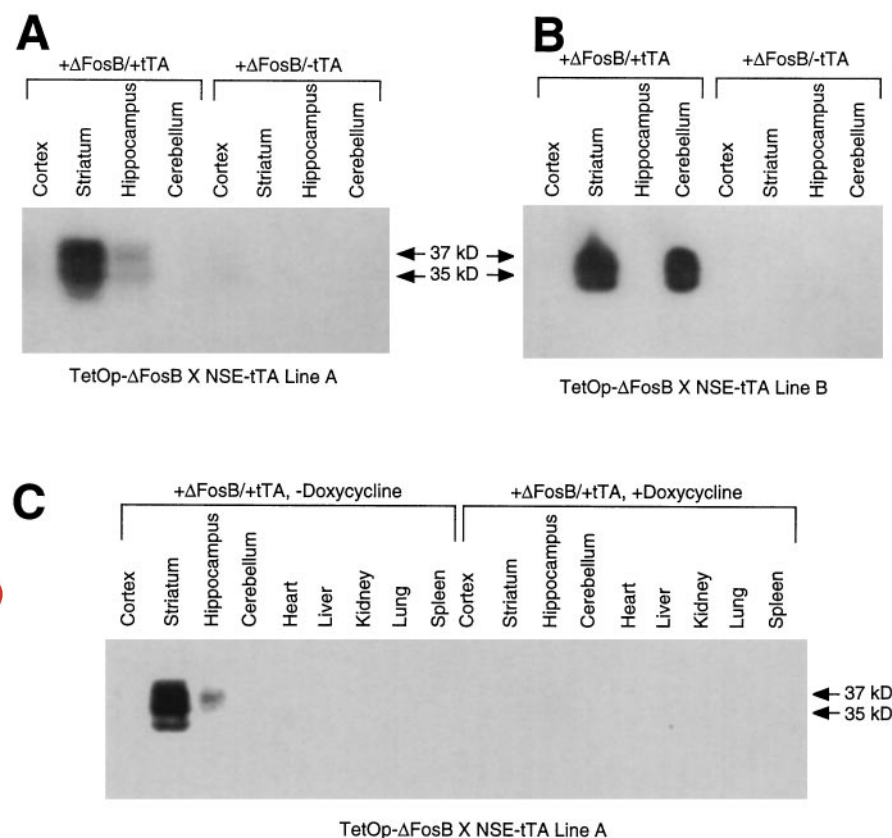 A
+ΔFosB/+tTA
+ΔFosB/-tTA
Cortex
Striatum
Hippocampus
Cerebellum
Cortex
Striatum
Hippocampus
Cerebellum
37 kD
35 kD
TetOp-ΔFosB X NSE-tTA Line A
B
+ΔFosB/+tTA
+ΔFosB/-tTA
Cortex
Striatum
Hippocampus
Cerebellum
Cortex
Striatum
Hippocampus
Cerebellum
TetOp-ΔFosB X NSE-tTA Line B
C
+ΔFosB/+tTA, -Doxycycline
+ΔFosB/+tTA, +Doxycycline
Cortex
Striatum
Hippocampus
Cerebellum
Heart
Liver
Kidney
Lung
Spleen
Cortex
Striatum
Hippocampus
Cerebellum
Heart
Liver
Kidney
Lung
Spleen
37 kD
35 kD
TetOp-ΔFosB X NSE-tTA Line A